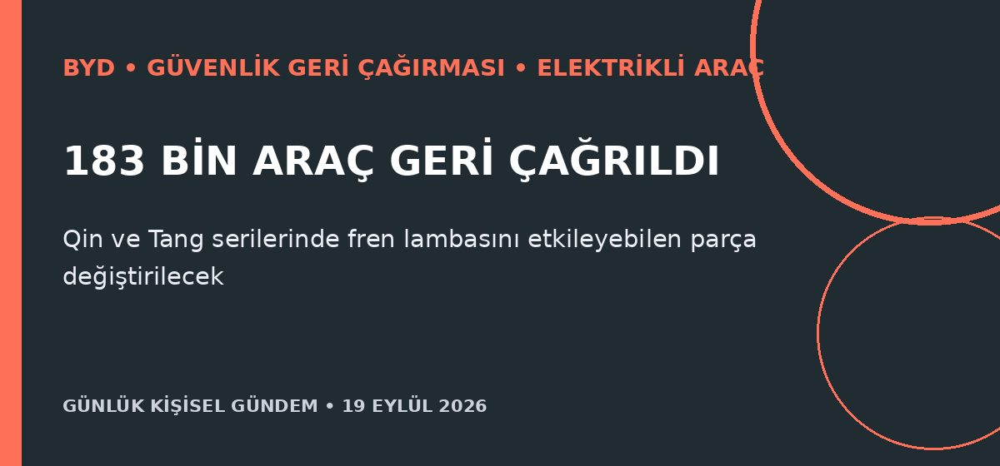 BYD • GÜVENLİK GERİ ÇAĞIRMASI • ELEKTRİKLİ ARAÇ
183 BİN ARAÇ GERİ ÇAĞRILDI
Qin ve Tang serilerinde fren lambasını etkileyebilen parça
değiştirilecek
GÜNLÜK KİŞİSEL GÜNDEM • 19 EYLÜL 2026